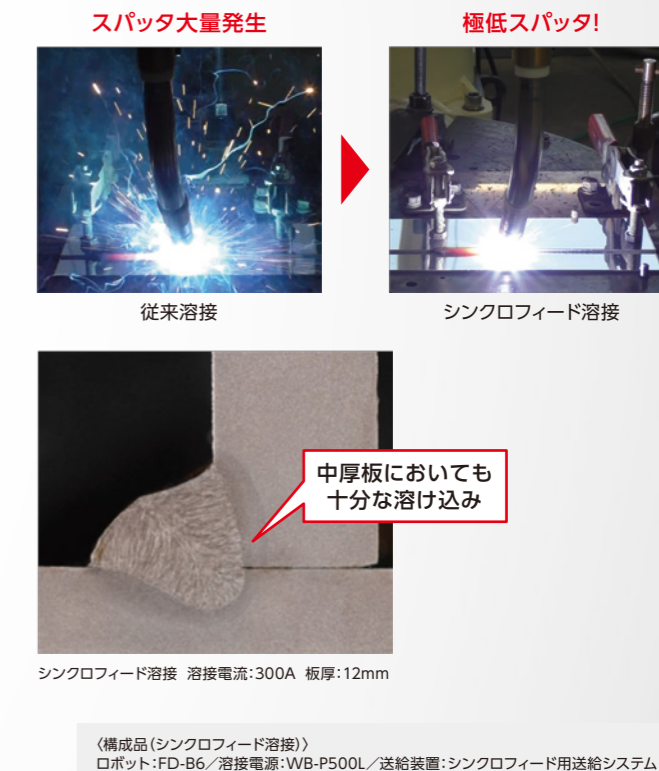 スパッタ大量発生
極低スパッタ!
従来溶接
シンクロフィード溶接
中厚板においても
十分な溶け込み
シンクロフィード溶接 溶接電流:300A 板厚:12mm
〈構成品(シンクロフィード溶接)〉
ロボット:FD-B6/溶接電源:WB-P500L/送給装置:シンクロフィード用送給システム